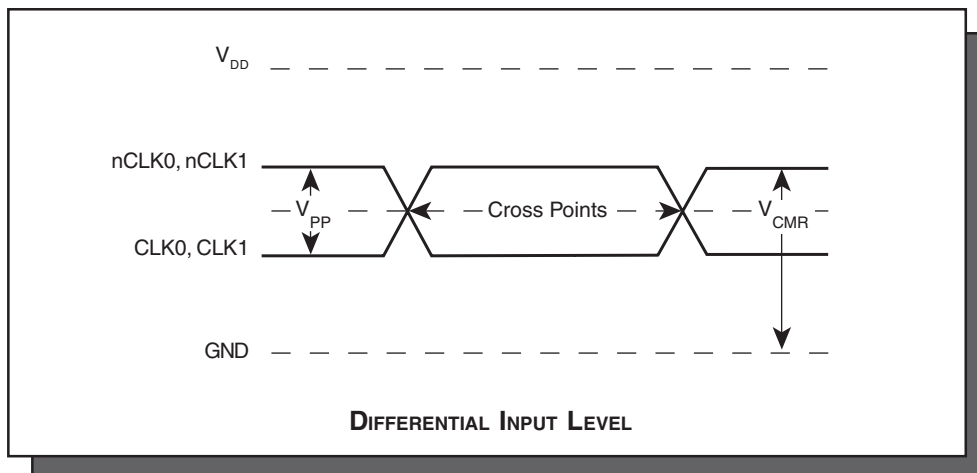 VDD
nCLK0, nCLK1
VPP
Cross Points
VCMR
CLK0, CLK1
GND
DIFFERENTIAL INPUT LEVEL